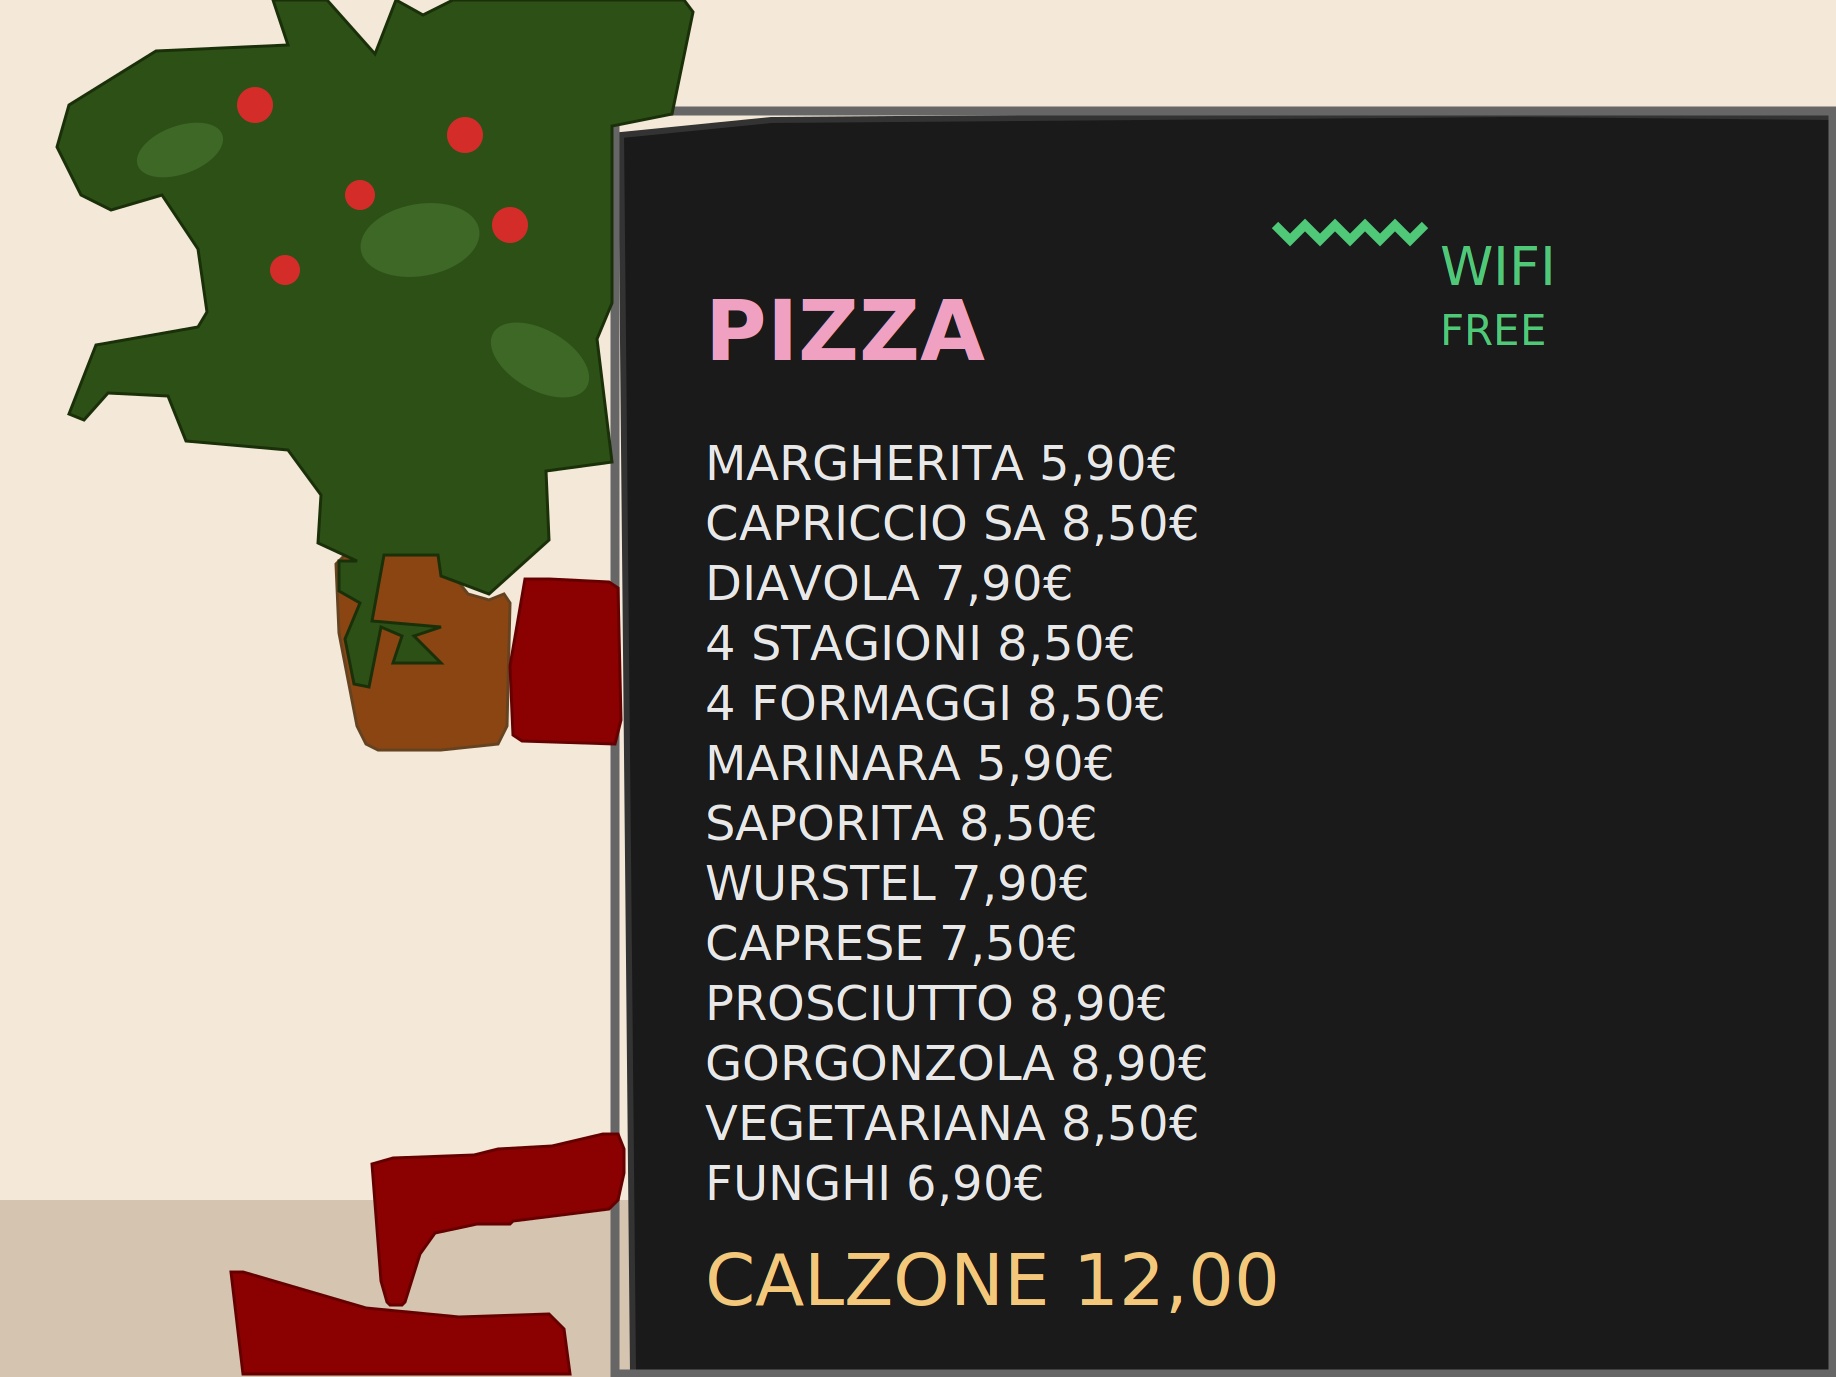 WIFI
FREE
PIZZA
MARGHERITA 5,90€
CAPRICCIO SA 8,50€
DIAVOLA 7,90€
4 STAGIONI 8,50€
4 FORMAGGI 8,50€
MARINARA 5,90€
SAPORITA 8,50€
WURSTEL 7,90€
CAPRESE 7,50€
PROSCIUTTO 8,90€
GORGONZOLA 8,90€
VEGETARIANA 8,50€
FUNGHI 6,90€
CALZONE 12,00